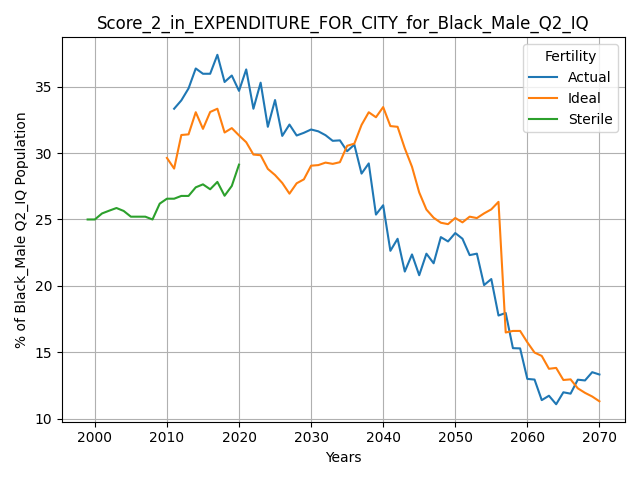 Score_2_in_EXPENDITURE_FOR_CITY_for_Black_Male_Q2_IQ
Fertility
Actual
Ideal
Sterile
% of Black_Male Q2_IQ Population
35
30
25
20
15
10
2000
2010
2020
2030
2040
2050
2060
2070
Years